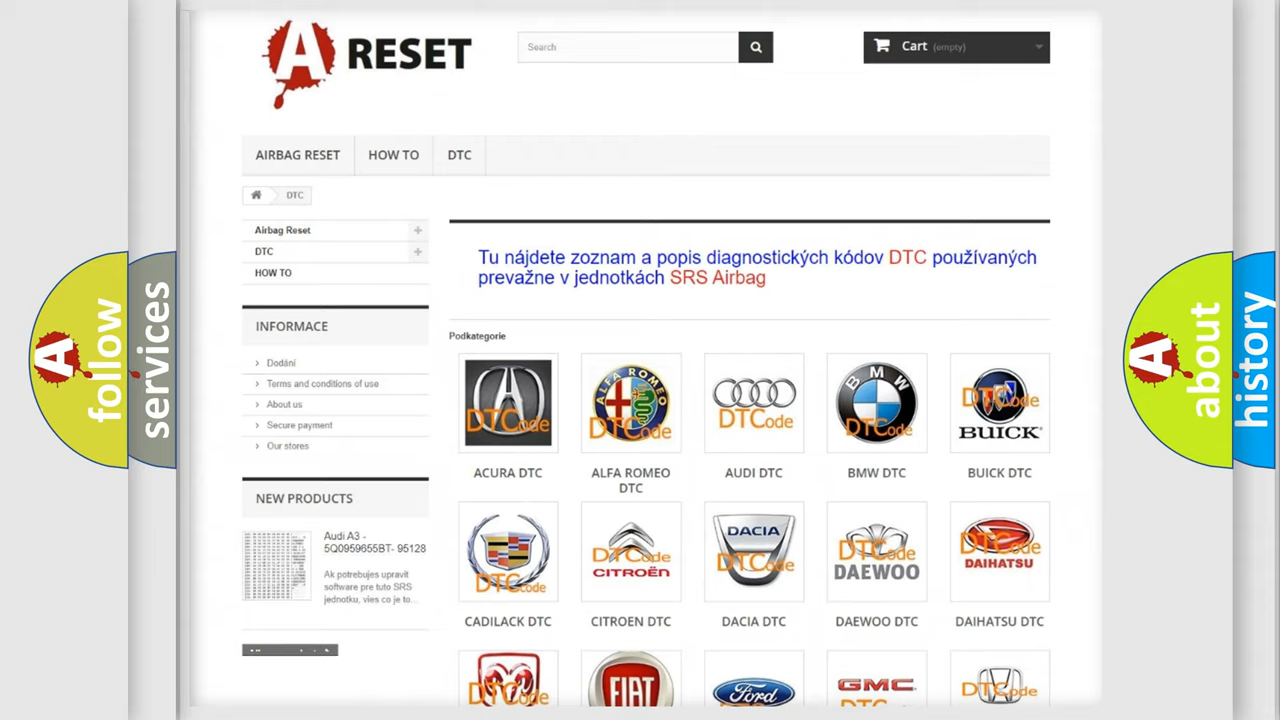 A RESET
Search
Cart (empty)
AIRBAG RESET
HOW TO
DTC
DTC
Airbag Reset
DTC
HOW TO
Tu nájdete zoznam a popis diagnostických kódov DTC používaných
prevažne v jednotkách SRS Airbag
INFORMACE
Dodání
Terms and conditions of use
About us
Secure payment
Our stores
Podkategorie
DTCode
ALFA ROMEO
DTCode
DTCode
BMW
DTCode
DTCode
BUICK
ACURA DTC
ALFA ROMEO
DTC
AUDI DTC
BMW DTC
BUICK DTC
NEW PRODUCTS
Audi A3 -
5Q0959655BT- 95128
Ak potrebujes upravit
software pre tuto SRS
jednotku, vies co je to...
DTCode
DTCode
CITROËN
DACIA
DTCode
DTCode
DAEWOO
DTCode
DAIHATSU
CADILACK DTC
CITROEN DTC
DACIA DTC
DAEWOO DTC
DAIHATSU DTC
DTCode
FIAT
Ford
GMC
DTCode
A follow
services
A about
history